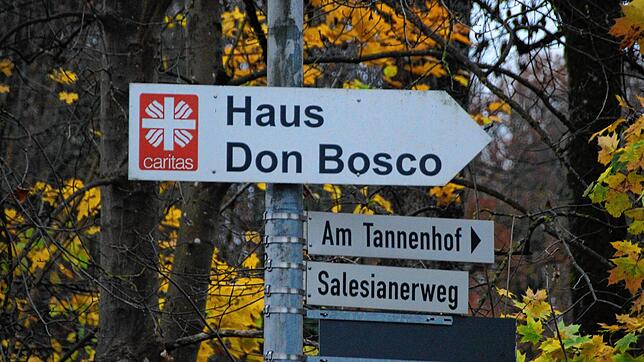 Haus
Don Bosco
caritas
Am Tannenhof
Salesianerweg